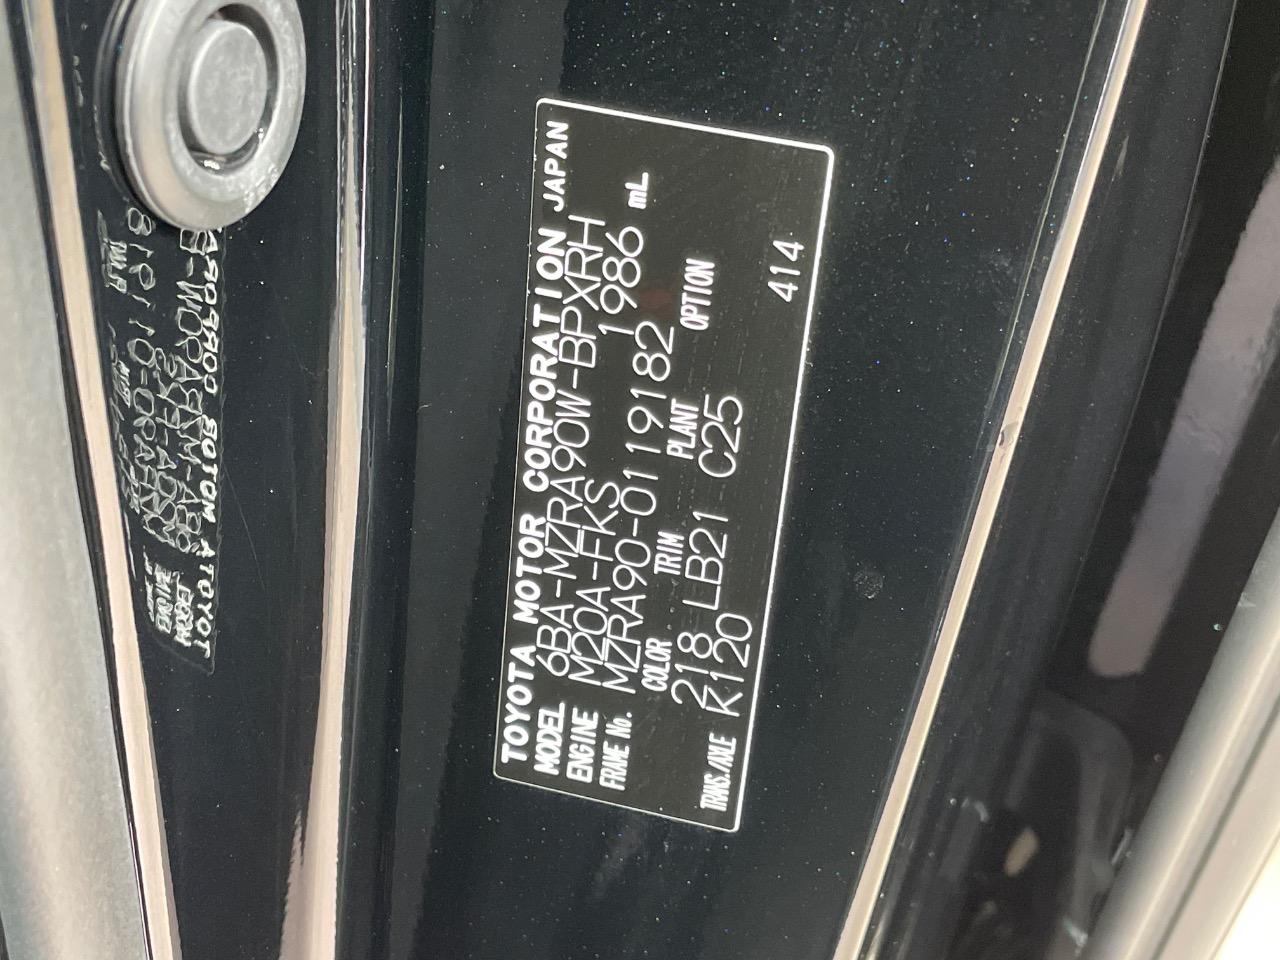 TOYOTA MOTOR CORPORATION JAPAN
MODEL 6BA-MZRA90W-BPXRH
ENGINE M20A-FKS 1986 mL
FRAME No. MZRA90-0119182
COLOR TRIM PLANT OPTION
218 LB21 C25
TRANS./AXLE K120
414